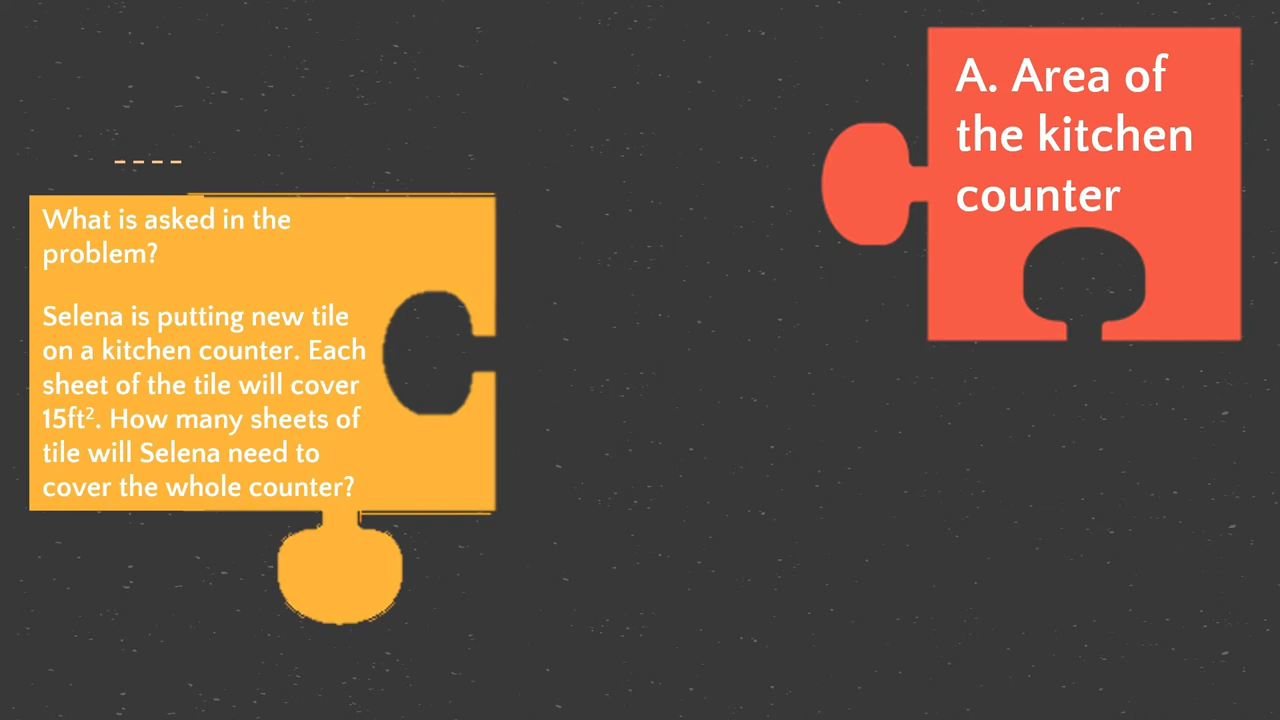 What is asked in the
problem?
Selena is putting new tile
on a kitchen counter. Each
sheet of the tile will cover
15ft². How many sheets of
tile will Selena need to
cover the whole counter?
A. Area of
the kitchen
counter